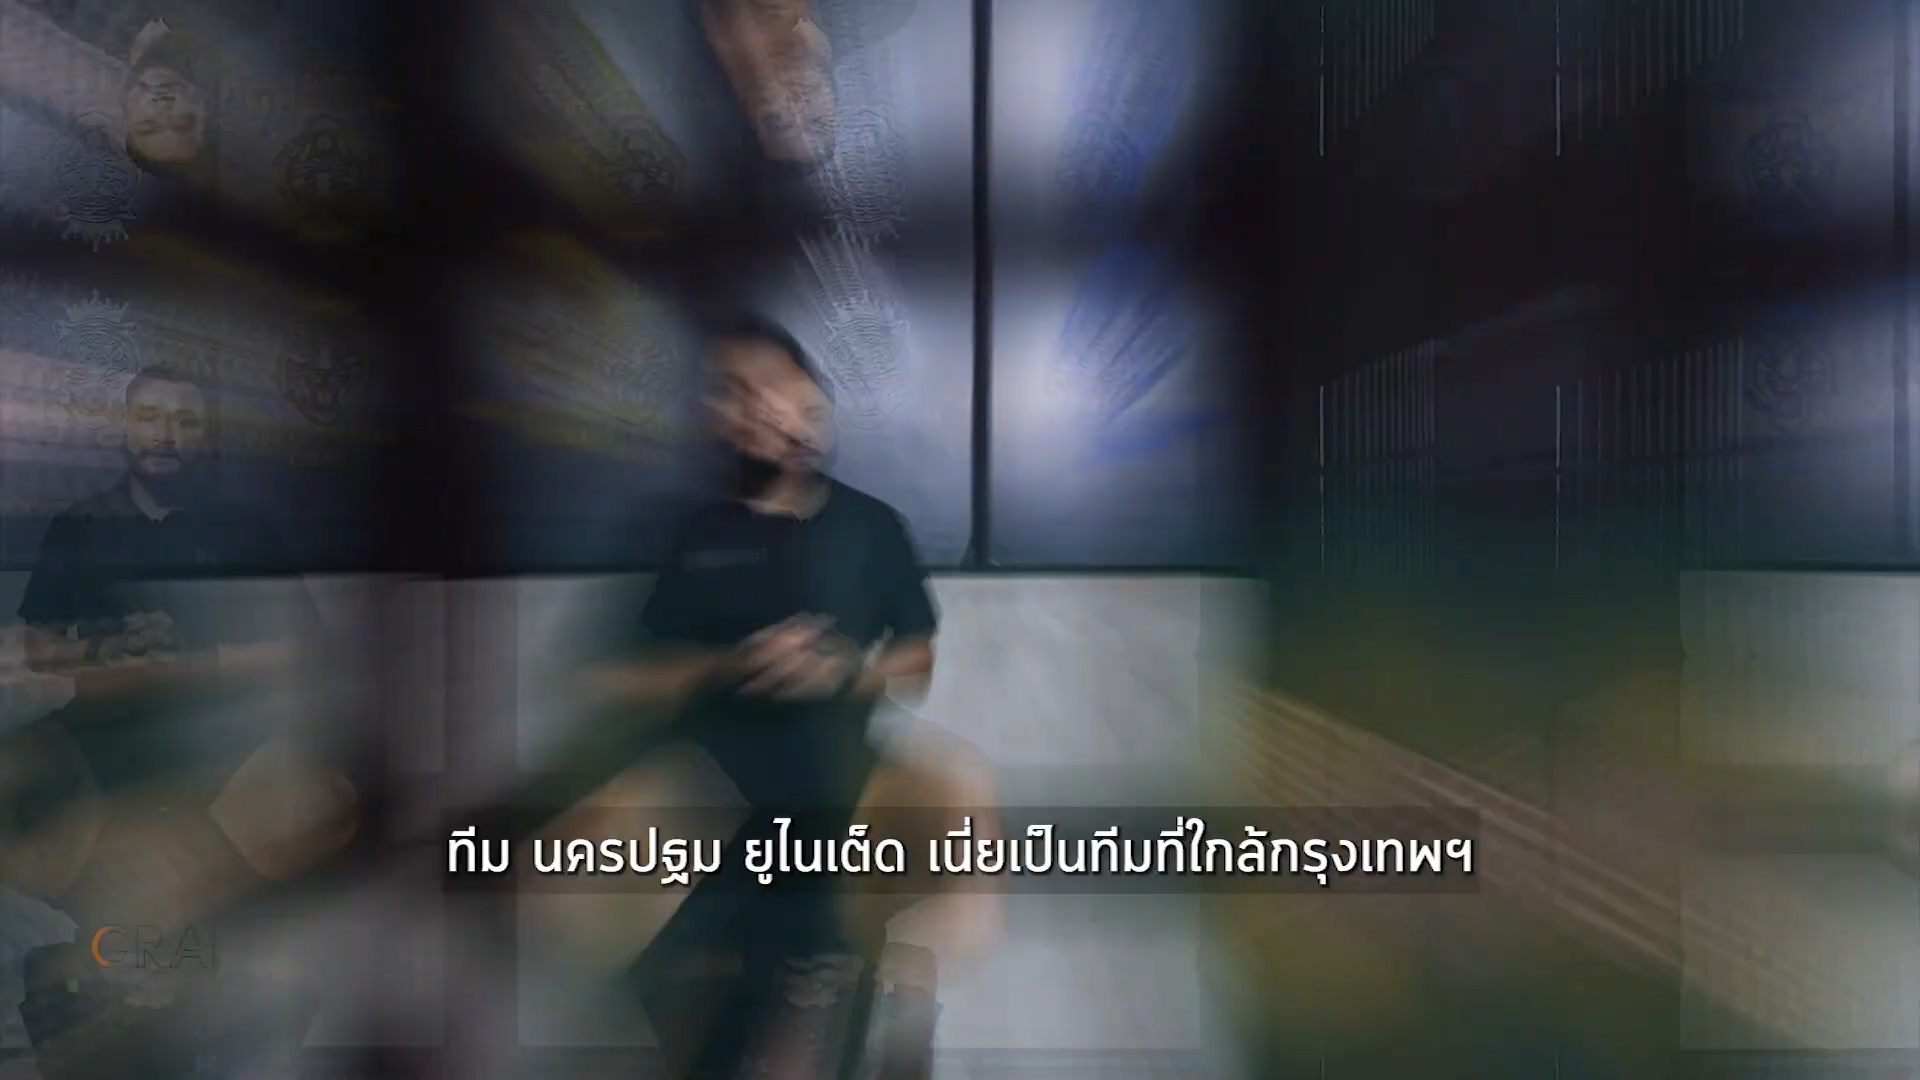 ทีม นครปฐม ยูไนเต็ด เนี่ยเป็นทีมที่ใกล้กรุงเทพฯ
GRA